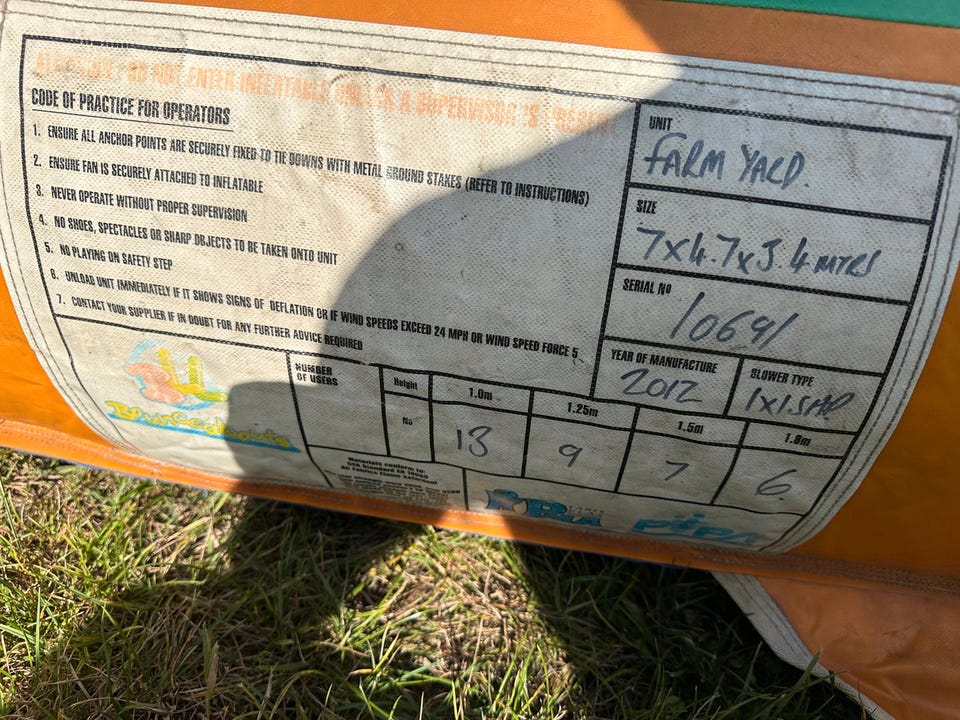 CODE OF PRACTICE FOR OPERATORS
1. ENSURE ALL ANCHOR POINTS ARE SECURELY FIXED TO TIE DOWNS WITH METAL GROUND STAKES (REFER TO INSTRUCTIONS)
2. ENSURE FAN IS SECURELY ATTACHED TO INFLATABLE
3. NEVER OPERATE WITHOUT PROPER SUPERVISION
4. NO SHOES, SPECTACLES OR SHARP OBJECTS TO BE TAKEN ONTO UNIT
5. NO PLAYING ON SAFETY STEP
6. UNLOAD UNIT IMMEDIATELY IF IT SHOWS SIGNS OF DEFLATION OR IF WIND SPEEDS EXCEED 24 MPH OR WIND SPEED FORCE 5
7. CONTACT YOUR SUPPLIER IF IN DOUBT FOR ANY FURTHER ADVICE REQUIRED
UNIT
FARM YARD
SIZE
7x4.7x3.4 MTRS
SERIAL NO
10691
YEAR OF MANUFACTURE
2012
BLOWER TYPE
1x1.5HP
NUMBER OF USERS
Height 1.0m 1.25m 1.5m 1.8m
No 13 9 7 6
Materials conform to:
PIPA